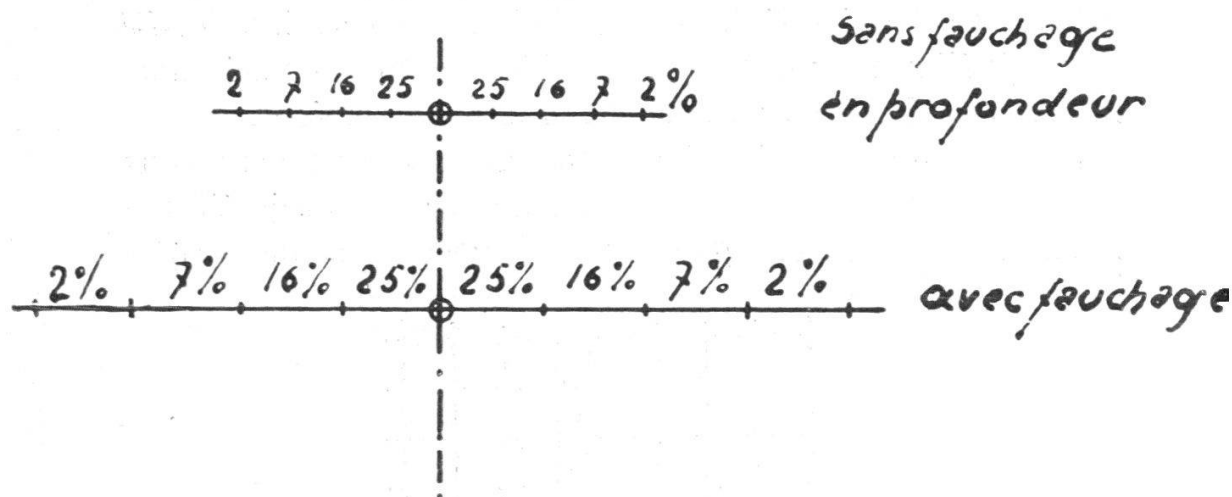 Sans fauchage
en profondeur
2 7 16 25 25 16 7 2%
2% 7% 16% 25% 25% 16% 7% 2%
avec fauchage